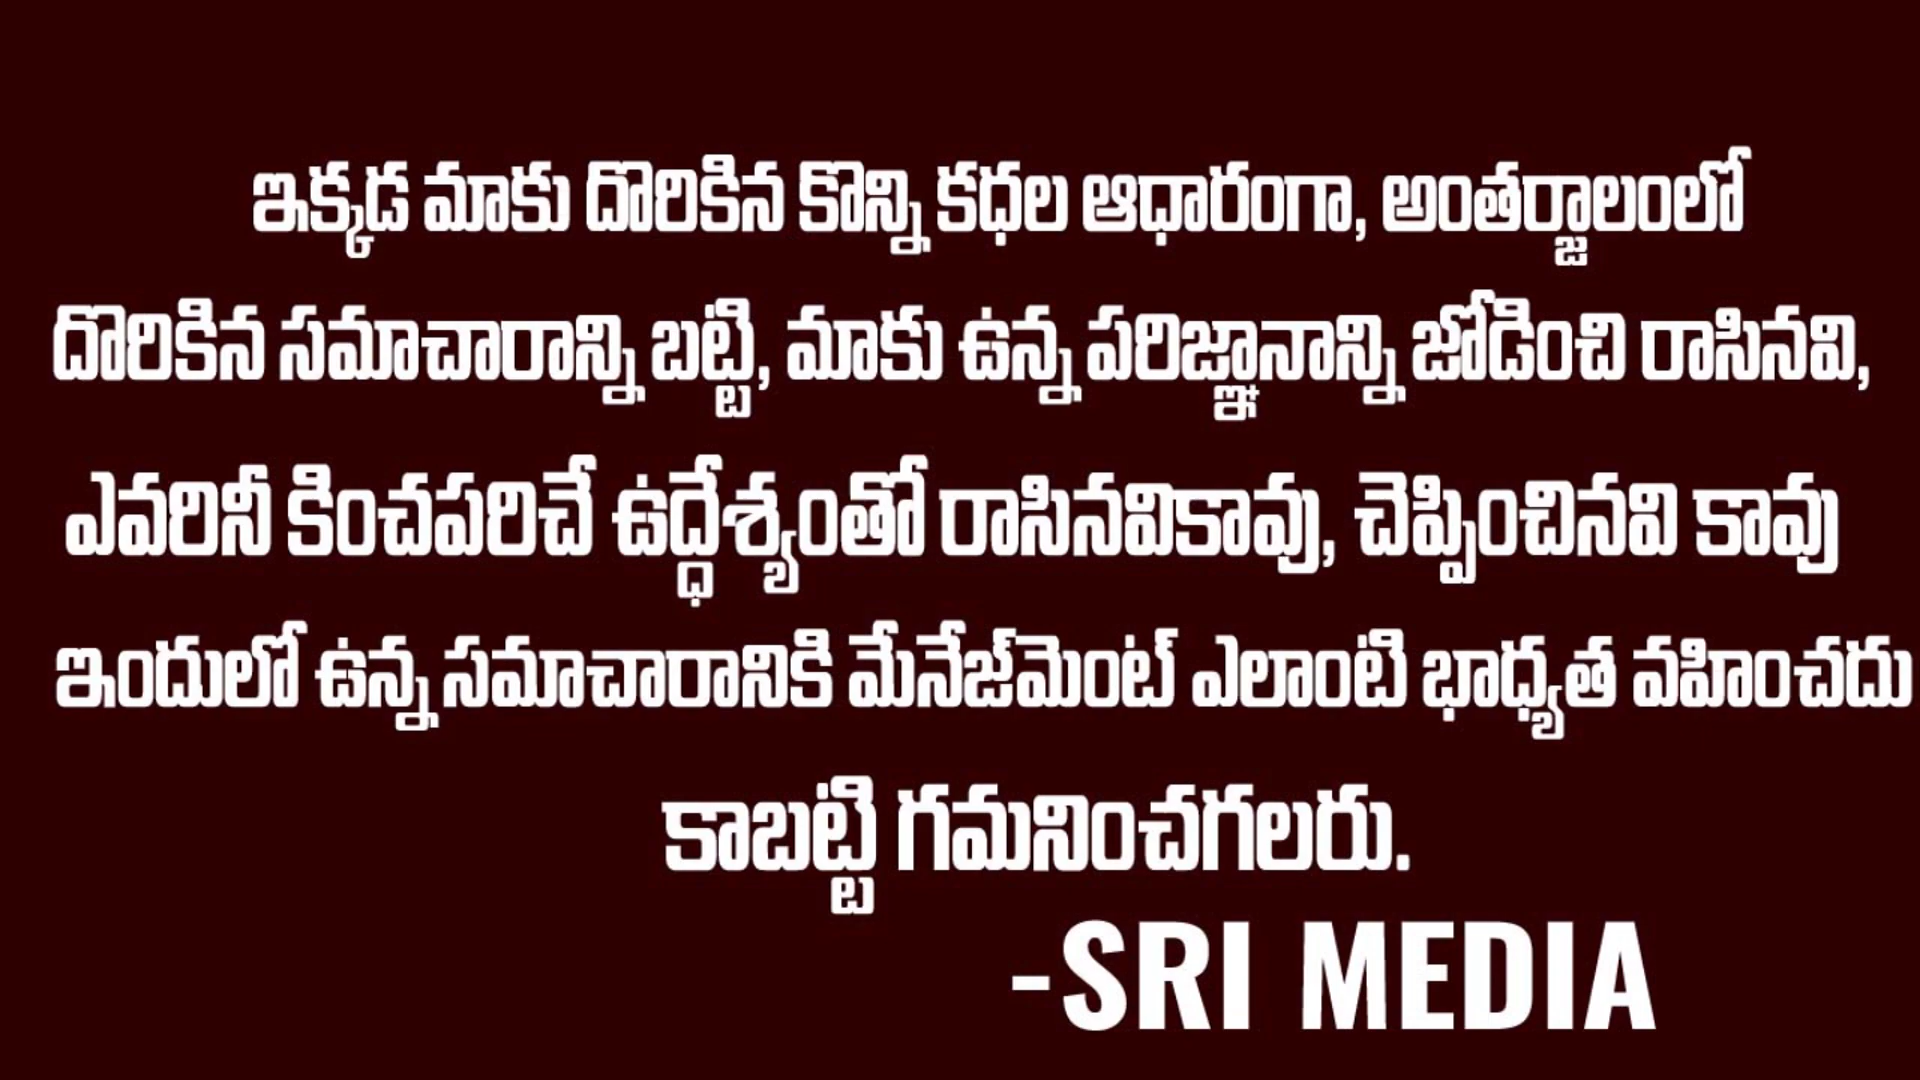 ఇక్కడ మాకు దొరికిన కొన్ని కధల ఆధారంగా, అంతర్జాలంలో
దొరికిన సమాచారాన్ని బట్టి, మాకు ఉన్న పరిజ్ఞానాన్ని జోడించి రాసినవి,
ఎవరినీ కించపరిచే ఉద్ధేశ్యంతో రాసినవికావు, చెప్పించినవి కావు
ఇందులో ఉన్న సమాచారానికి మేనేజ్‌మెంట్ ఎలాంటి భాధ్యత వహించదు
కాబట్టి గమనించగలరు.
-SRI MEDIA